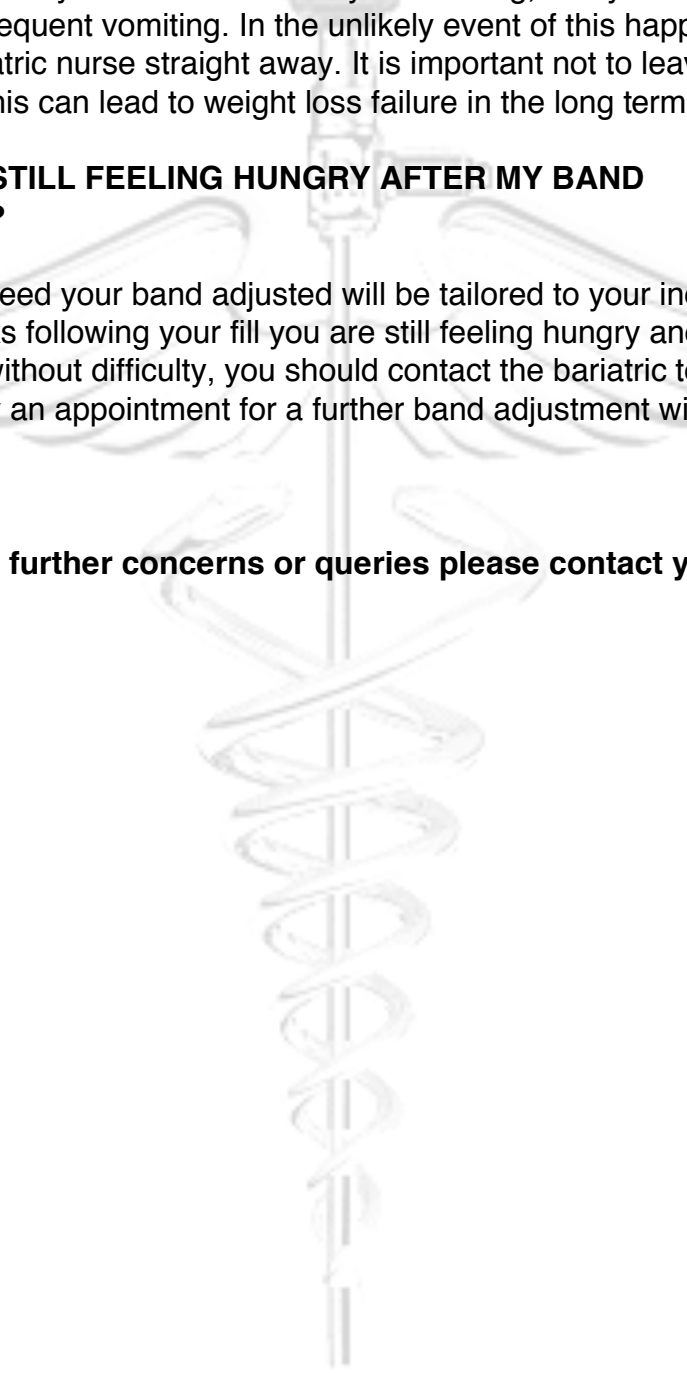 equent vomiting. In the unlikely event of this happ
tric nurse straight away. It is important not to leav
his can lead to weight loss failure in the long term
STILL FEELING HUNGRY AFTER MY BAND
?
eed your band adjusted will be tailored to your in
s following your fill you are still feeling hungry an
without difficulty, you should contact the bariatric t
an appointment for a further band adjustment wi
further concerns or queries please contact y